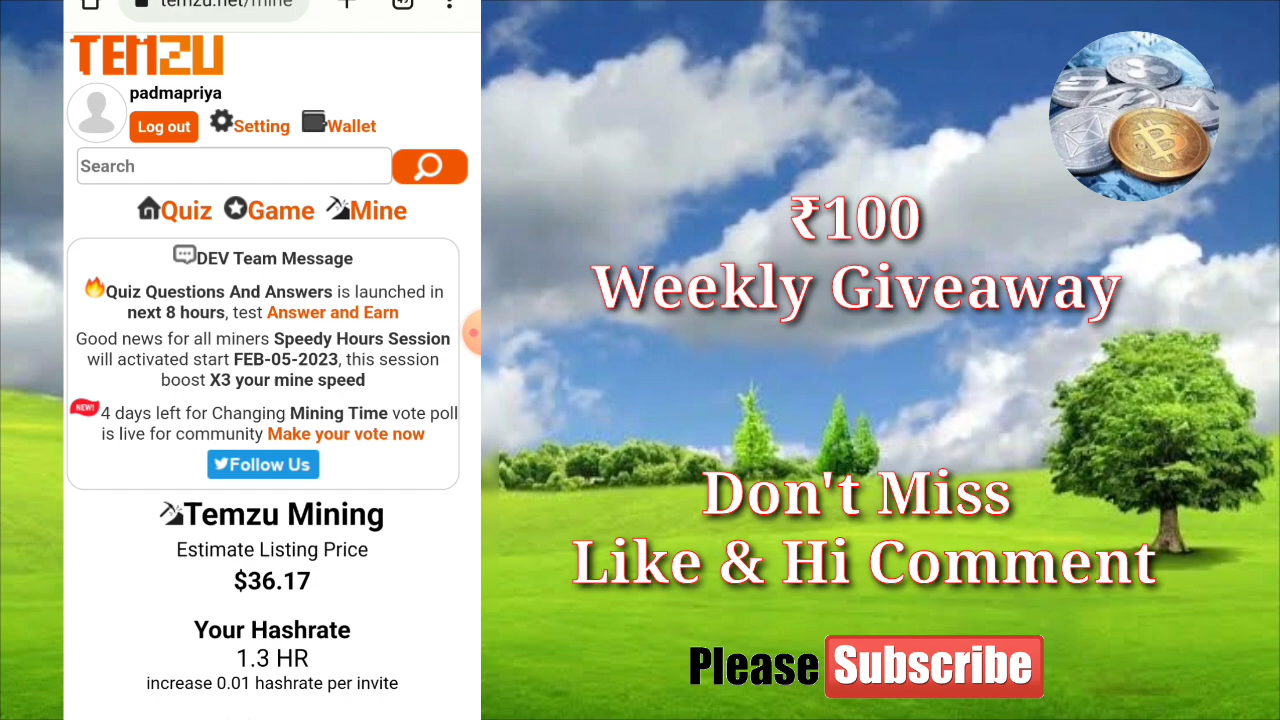 temzu.net/mine
TEMZU
padmapriya
Log out Setting Wallet
Search
Quiz Game Mine
DEV Team Message
Quiz Questions And Answers is launched in
next 8 hours, test Answer and Earn
Good news for all miners Speedy Hours Session
will activated start FEB-05-2023, this session
boost X3 your mine speed
NEW! 4 days left for Changing Mining Time vote poll
is live for community Make your vote now
Follow Us
Temzu Mining
Estimate Listing Price
$36.17
Your Hashrate
1.3 HR
increase 0.01 hashrate per invite
₹100
Weekly Giveaway
Don't Miss
Like & Hi Comment
Please Subscribe